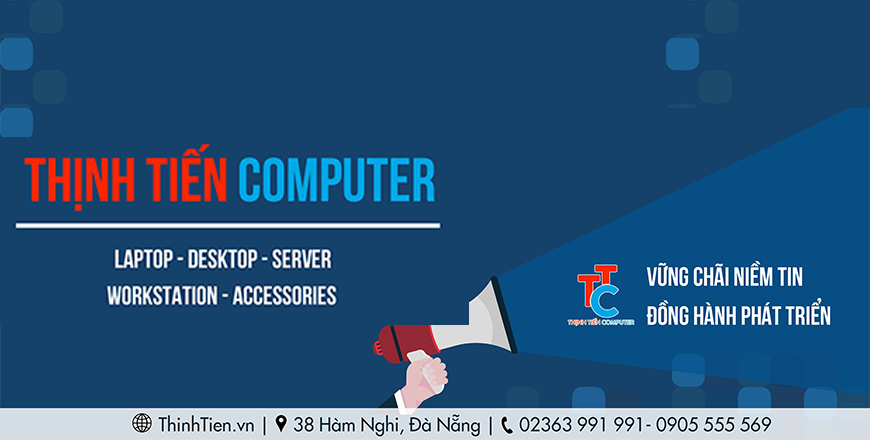 THỊNH TIẾN COMPUTER
LAPTOP - DESKTOP - SERVER
WORKSTATION - ACCESSORIES
TTC
THỊNH TIẾN COMPUTER
VỮNG CHÃI NIỀM TIN
ĐỒNG HÀNH PHÁT TRIỂN
ThinhTien.vn | 38 Hàm Nghi, Đà Nẵng | 02363 991 991- 0905 555 569